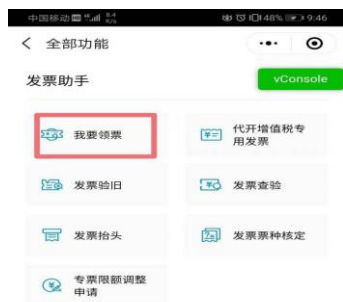 中国移动 9:46
48%
全部功能
发票助手
vConsole
我要领票
代开增值税专
用发票
发票验旧
发票查验
发票抬头
发票票种核定
专票限额调整
申请